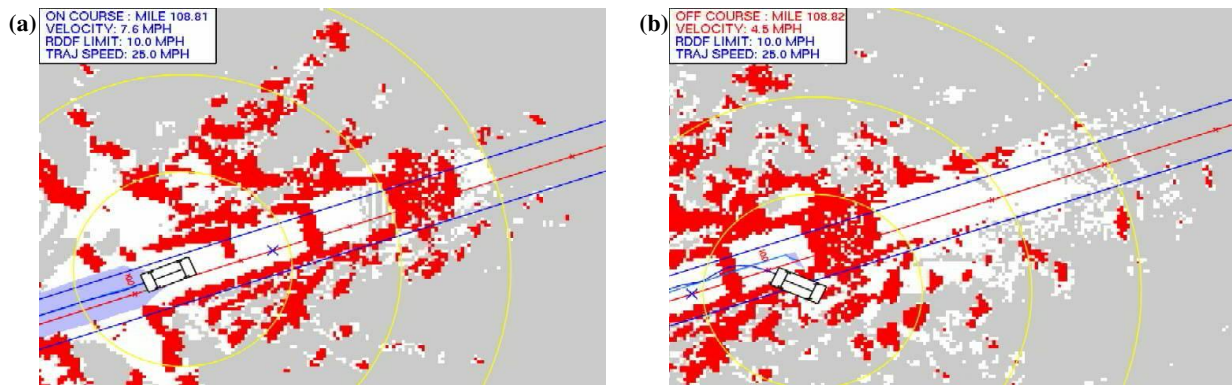 (a)
ON COURSE : MILE 108.81
VELOCITY: 7.6 MPH
RDDF LIMIT: 10.0 MPH
TRAJ SPEED: 25.0 MPH
(b)
OFF COURSE : MILE 108.82
VELOCITY: 4.5 MPH
RDDF LIMIT: 10.0 MPH
TRAJ SPEED: 25.0 MPH